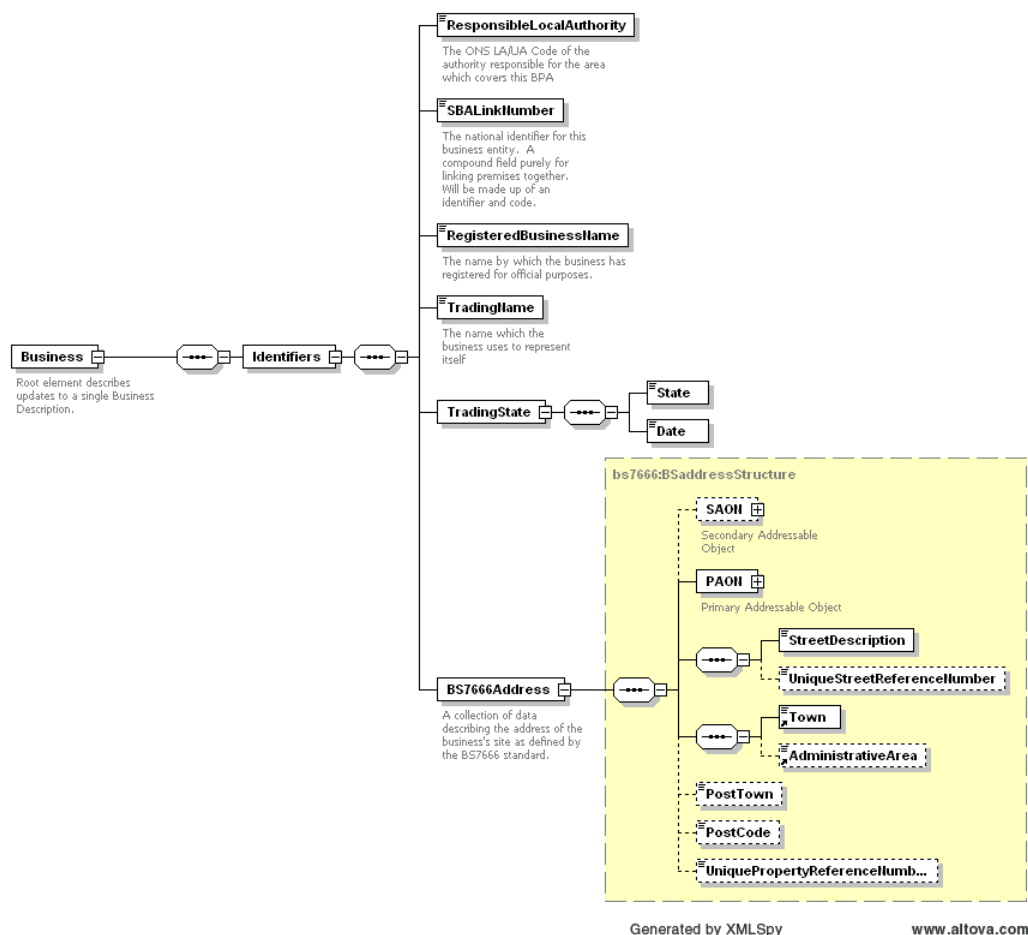 ResponsibleLocalAuthority
The ONS LA/UA Code of the
authority responsible for the area
which covers this BPA
SBALinkNumber
The national identifier for this
business entity. A
compound field purely for
linking premises together.
Will be made up of an
identifier and code.
RegisteredBusinessName
The name by which the business has
registered for official purposes.
TradingName
The name which the
business uses to represent
itself
Business
Identifiers
Root element describes
updates to a single Business
Description.
TradingState
State
Date
bs7666:BSaddressStructure
SAON
Secondary Addressable
Object
PAON
Primary Addressable Object
StreetDescription
UniqueStreetReferenceNumber
BS7666Address
A collection of data
describing the address of the
business's site as defined by
the BS7666 standard.
Town
AdministrativeArea
PostTown
PostCode
UniquePropertyReferenceNumb...
Generated by XMLSpy
www.altova.com